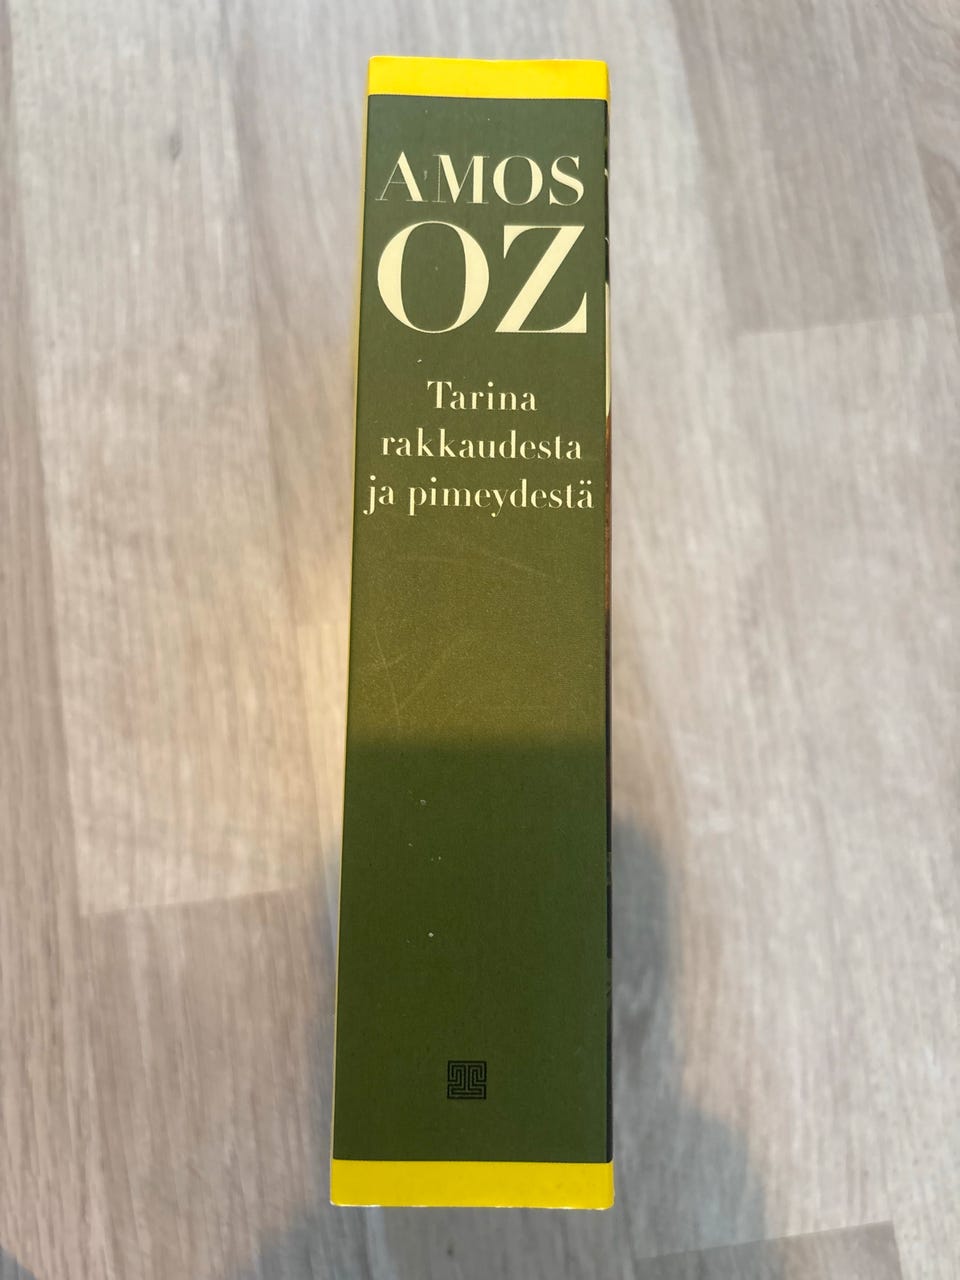 AMOS
OZ
Tarina
rakkaudesta
ja pimeydestä